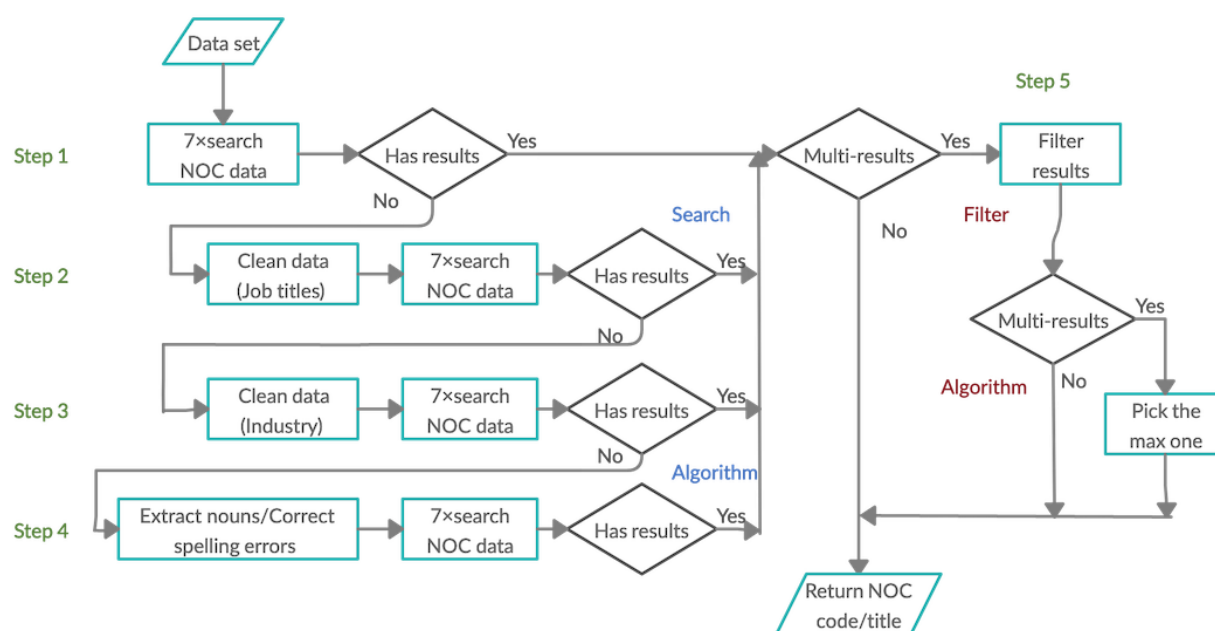 Data set
Step 5
Step 1
7×search
NOC data
Has results
Yes
Multi-results
Yes
Filter
results
No
Search
No
Filter
Step 2
Clean data
(Job titles)
7×search
NOC data
Has results
Yes
Multi-results
Yes
No
Algorithm
No
Step 3
Clean data
(Industry)
7×search
NOC data
Has results
Yes
Pick the
max one
No
Algorithm
Step 4
Extract nouns/Correct
spelling errors
7×search
NOC data
Has results
Yes
Return NOC
code/title